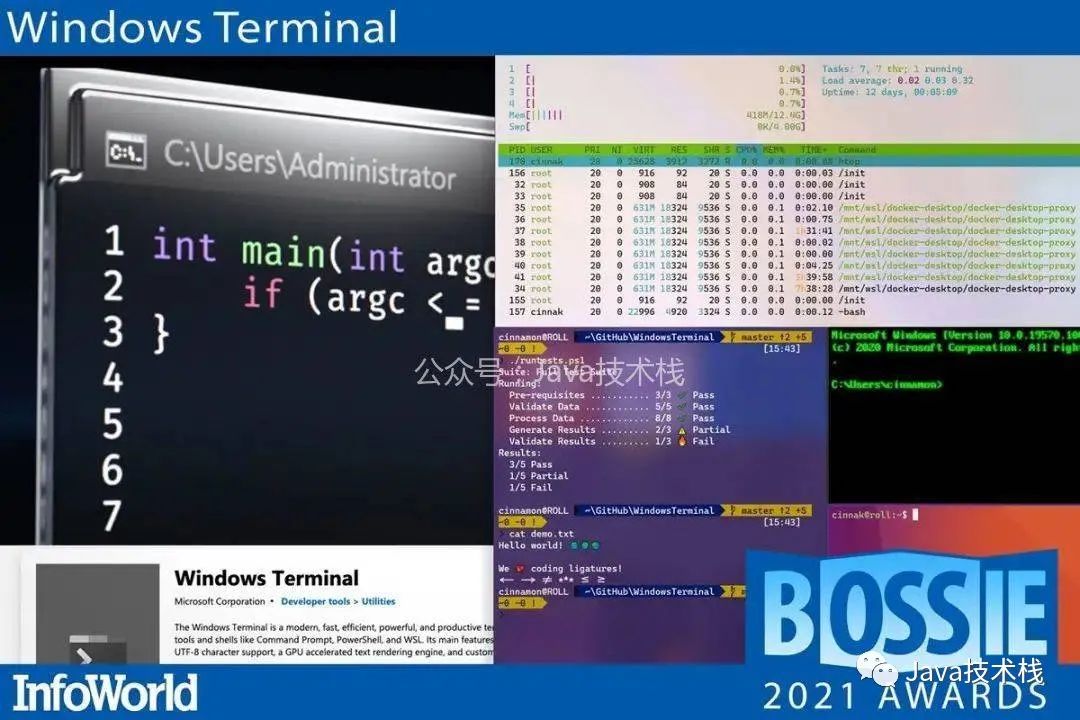 Windows Terminal
C:\Users\Administrator
1 int main(int argc
2 if (argc <_=
3 }
4
5
6
7
Windows Terminal
Microsoft Corporation • Developer tools > Utilities
The Windows Terminal is a modern, fast, efficient, powerful, and productive te
tools and shells like Command Prompt, PowerShell, and WSL. Its main features
UTF-8 character support, a GPU accelerated text rendering engine, and custom
1 [ 0.0%] Tasks: 7, 7 thr; 1 running
2 [| 1.4%] Load average: 0.02 0.03 0.32
3 [| 0.7%] Uptime: 12 days, 00:05:09
4 [| 0.7%]
Mem[|||||| 418M/12.4G]
Swp[ 0K/4.00G]
PID USER PRI NI VIRT RES SHR S CPU% MEM% TIME+ Command
170 cinnak 20 0 25628 3912 3272 R 0.0 0.0 0:00.68 htop
156 root 20 0 916 92 20 S 0.0 0.0 0:00.03 /init
32 root 20 0 908 84 20 S 0.0 0.0 0:00.00 /init
33 root 20 0 908 84 20 S 0.0 0.0 0:00.00 /init
35 root 20 0 631M 18324 9536 S 0.0 0.1 0:02.10 /mnt/wsl/docker-desktop/docker-desktop-proxy
36 root 20 0 631M 18324 9536 S 0.0 0.1 0:00.75 /mnt/wsl/docker-desktop/docker-desktop-proxy
37 root 20 0 631M 18324 9536 S 0.0 0.1 1h31:41 /mnt/wsl/docker-desktop/docker-desktop-proxy
38 root 20 0 631M 18324 9536 S 0.0 0.1 0:00.02 /mnt/wsl/docker-desktop/docker-desktop-proxy
39 root 20 0 631M 18324 9536 S 0.0 0.1 0:00.00 /mnt/wsl/docker-desktop/docker-desktop-proxy
40 root 20 0 631M 18324 9536 S 0.0 0.1 0:04.25 /mnt/wsl/docker-desktop/docker-desktop-proxy
41 root 20 0 631M 18324 9536 S 0.0 0.1 39:58 /mnt/wsl/docker-desktop/docker-desktop-proxy
34 root 20 0 631M 18324 9536 S 0.0 0.1 38:28 /mnt/wsl/docker-desktop/docker-desktop-proxy
155 root 20 0 916 92 20 S 0.0 0.0 0:00.00 /init
157 cinnak 20 0 22996 4920 3324 S 0.0 0.0 0:00.12 -bash
cinnamon@ROLL ~\GitHub\WindowsTerminal master ↑2 +5
[15:43]
./runtests.ps1
Suite: Full Test Suite
Running:
Pre-requisites ........... 3/3 ✓ Pass
Validate Data ............ 5/5 ✓ Pass
Process Data ............. 8/8 ✓ Pass
Generate Results ......... 2/3 Partial
Validate Results ......... 1/3 Fail
Results:
3/5 Pass
1/5 Partial
1/5 Fail
cinnamon@ROLL ~\GitHub\WindowsTerminal master ↑2 +5
[15:43]
cat demo.txt
Hello world!
We coding ligatures!
cinnamon@ROLL ~\GitHub\WindowsTerminal
Microsoft Windows [Version 10.0.19570.100
(c) 2020 Microsoft Corporation. All righ
C:\Users\cinnamon>
cinnak@roll:~$
公众号：Java技术栈
BOSSIE
2021 AWARDS
InfoWorld
Java技术栈